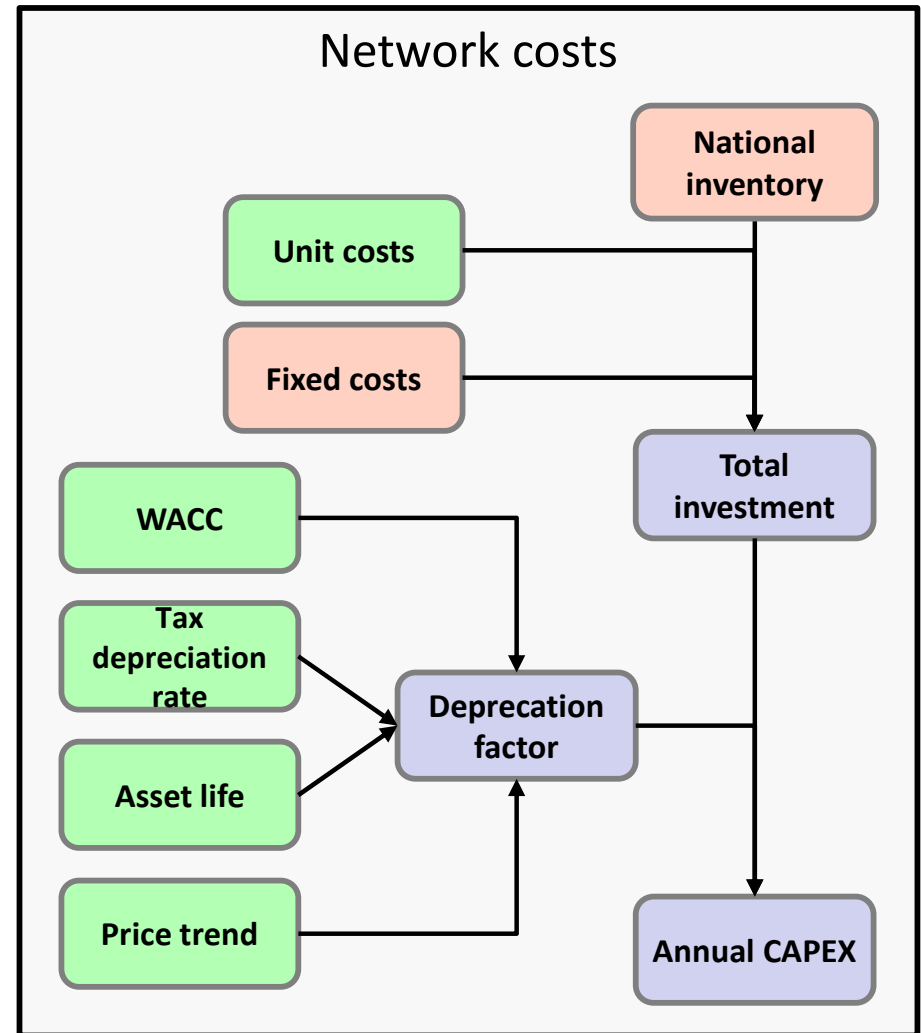 Network costs
National
inventory
Unit costs
Fixed costs
Total
investment
WACC
Tax
depreciation
rate
Deprecation
factor
Asset life
Price trend
Annual CAPEX